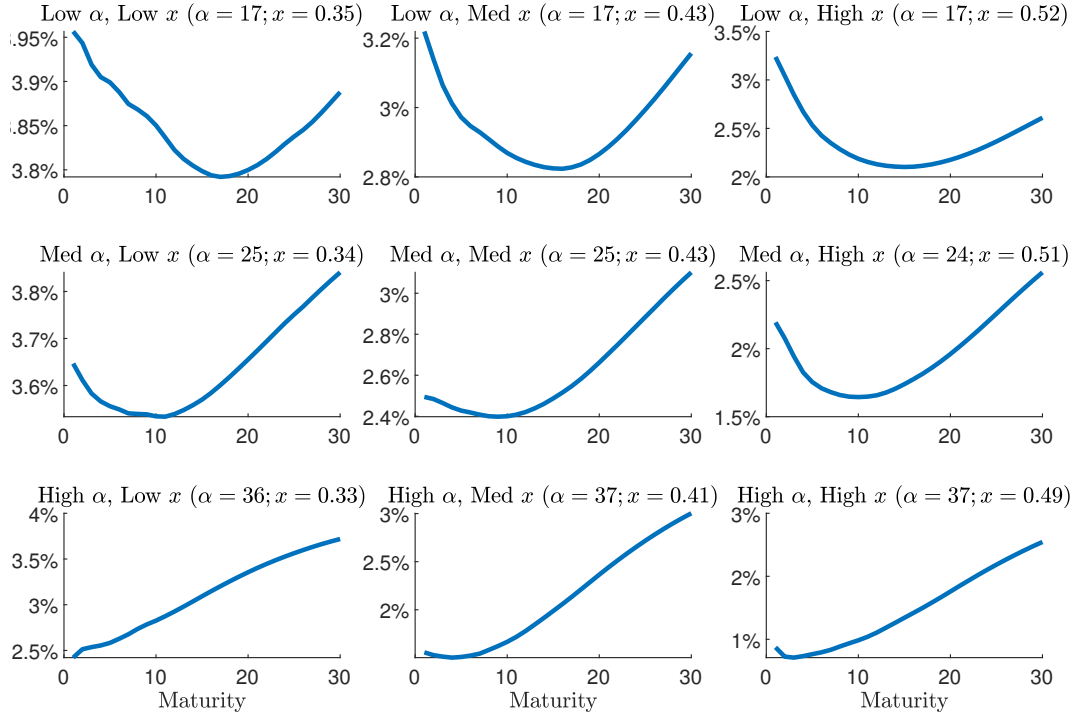 Low α, Low x (α = 17; x = 0.35)
.95%
3.9%
.85%
3.8%
0 10 20 30
Low α, Med x (α = 17; x = 0.43)
3.2%
3%
2.8%
0 10 20 30
Low α, High x (α = 17; x = 0.52)
3.5%
3%
2.5%
2%
0 10 20 30
Med α, Low x (α = 25; x = 0.34)
3.8%
3.7%
3.6%
0 10 20 30
Med α, Med x (α = 25; x = 0.43)
3%
2.8%
2.6%
2.4%
0 10 20 30
Med α, High x (α = 24; x = 0.51)
2.5%
2%
1.5%
0 10 20 30
High α, Low x (α = 36; x = 0.33)
4%
3.5%
3%
2.5%
0 10 20 30
Maturity
High α, Med x (α = 37; x = 0.41)
3%
2.5%
2%
0 10 20 30
Maturity
High α, High x (α = 37; x = 0.49)
3%
2%
1%
0 10 20 30
Maturity